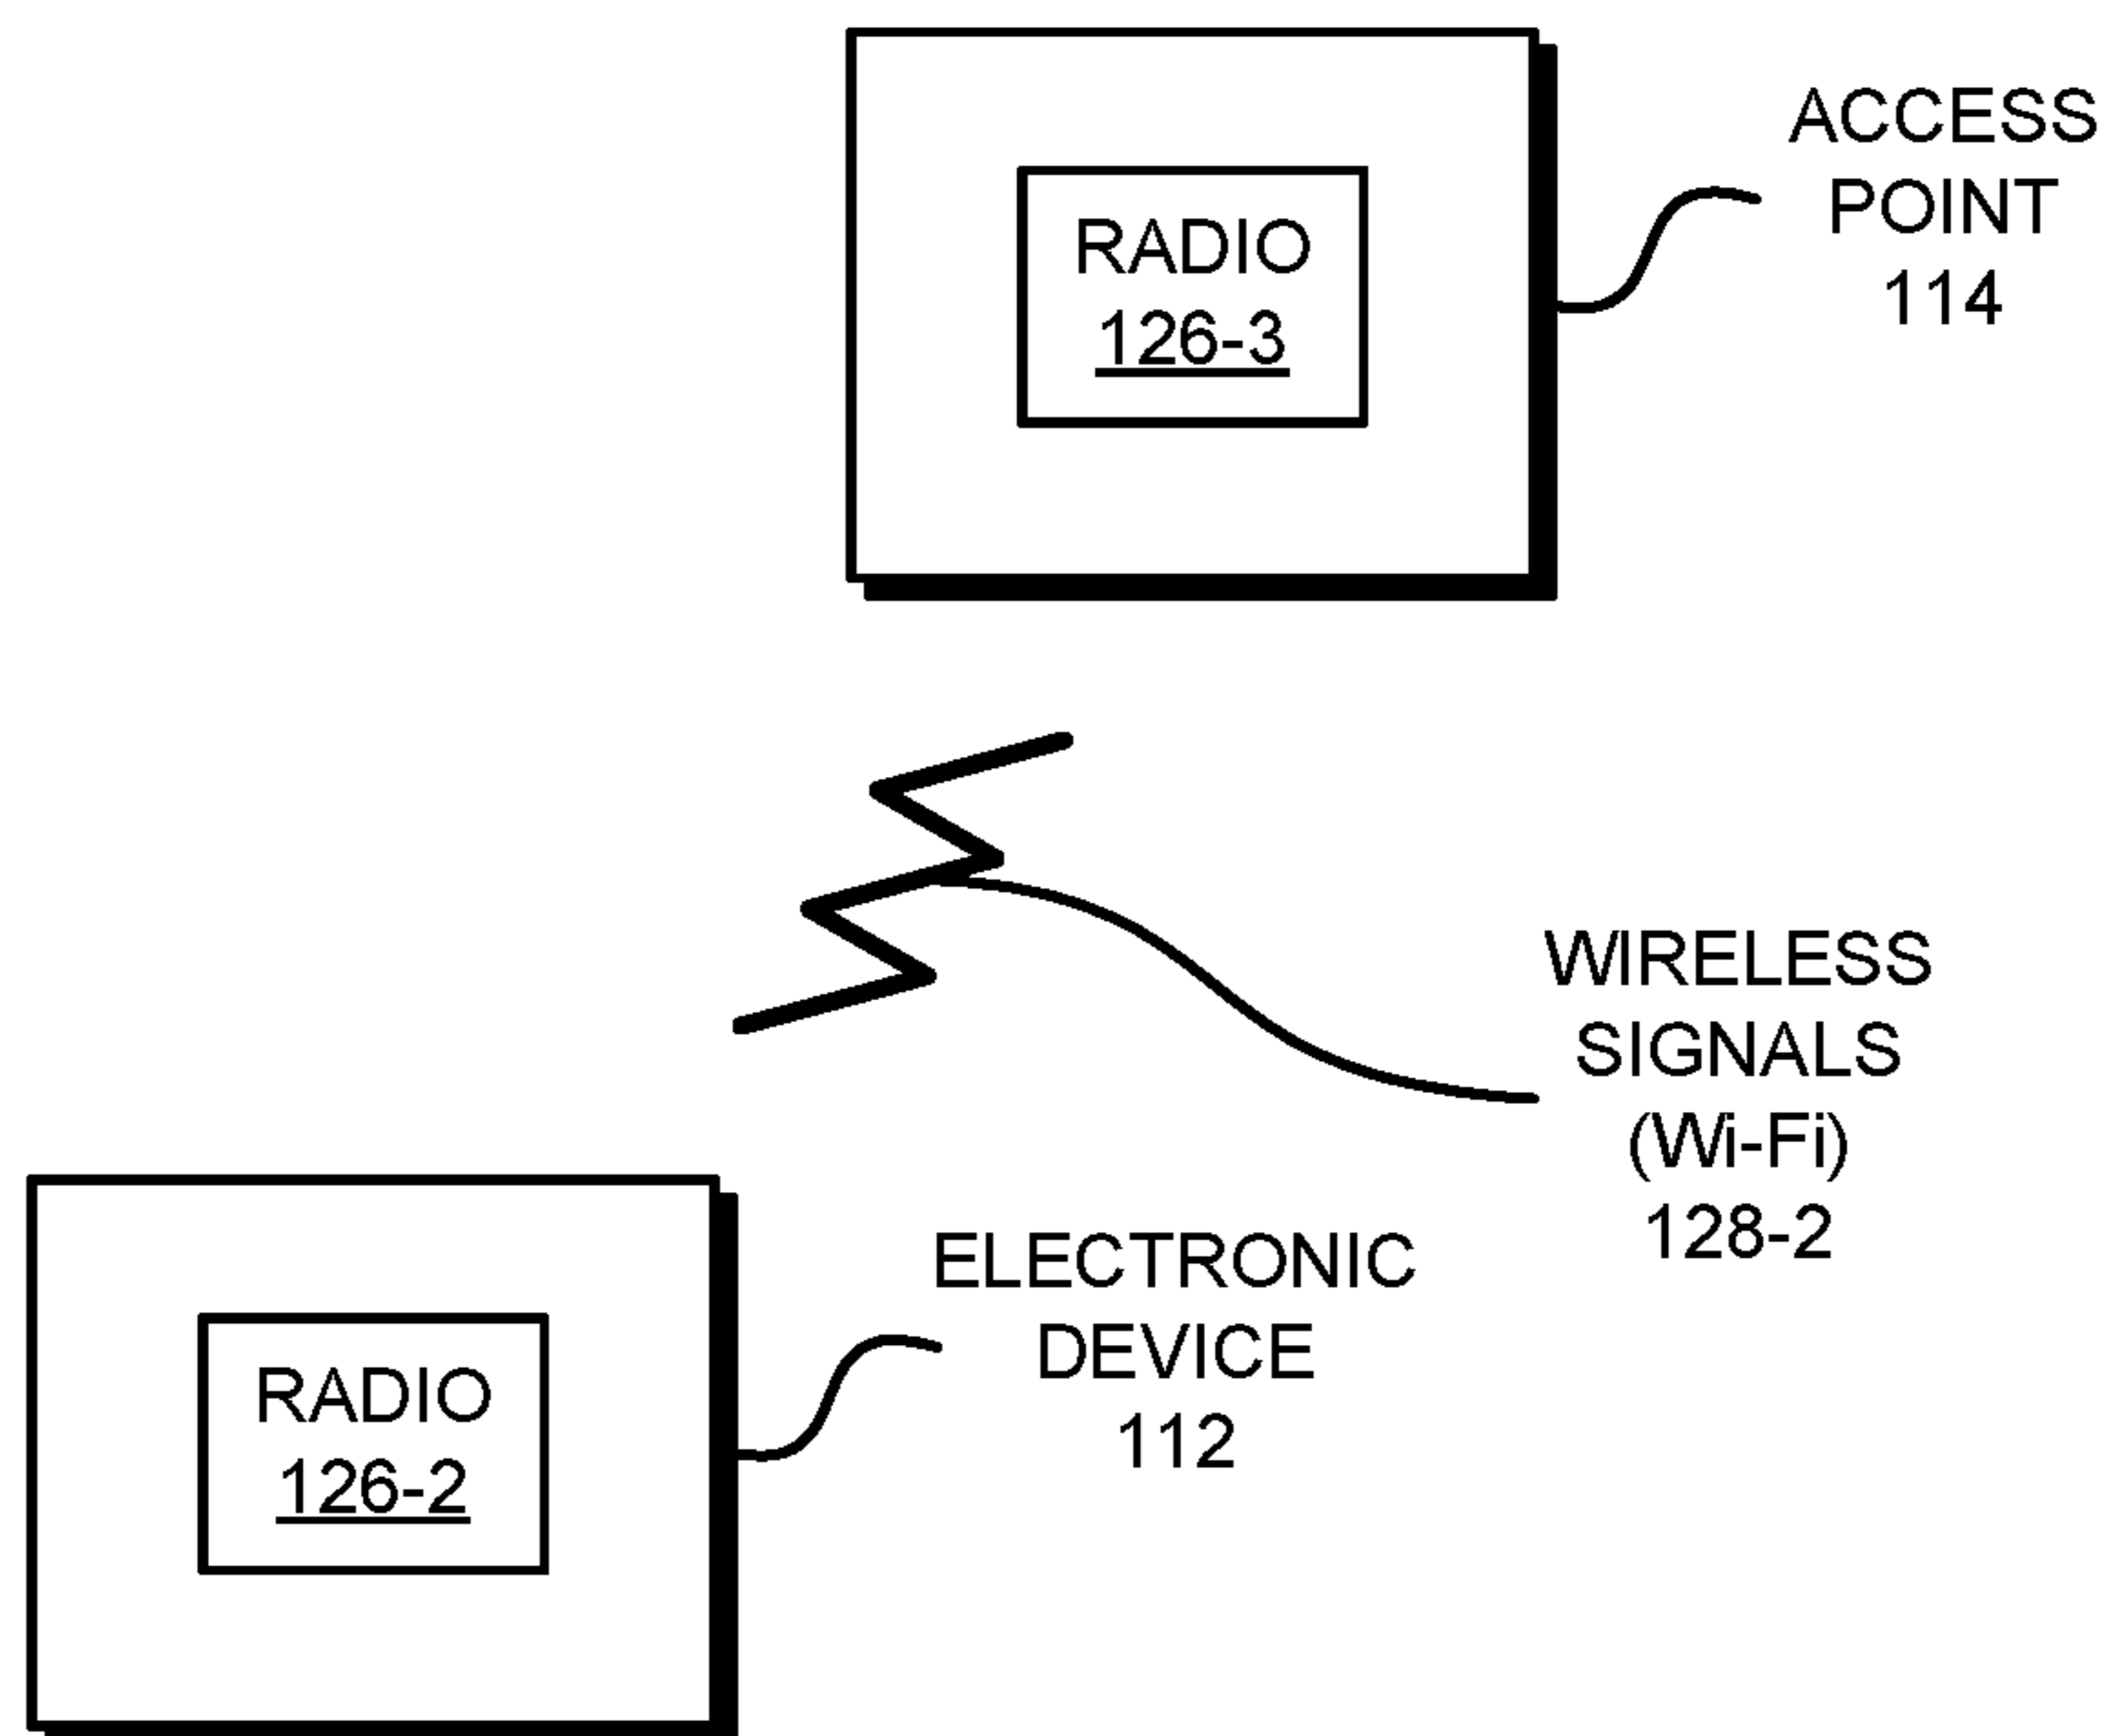 ACCESS
POINT
114
RADIO
126-3
WIRELESS
SIGNALS
(Wi-Fi)
128-2
ELECTRONIC
DEVICE
112
RADIO
126-2